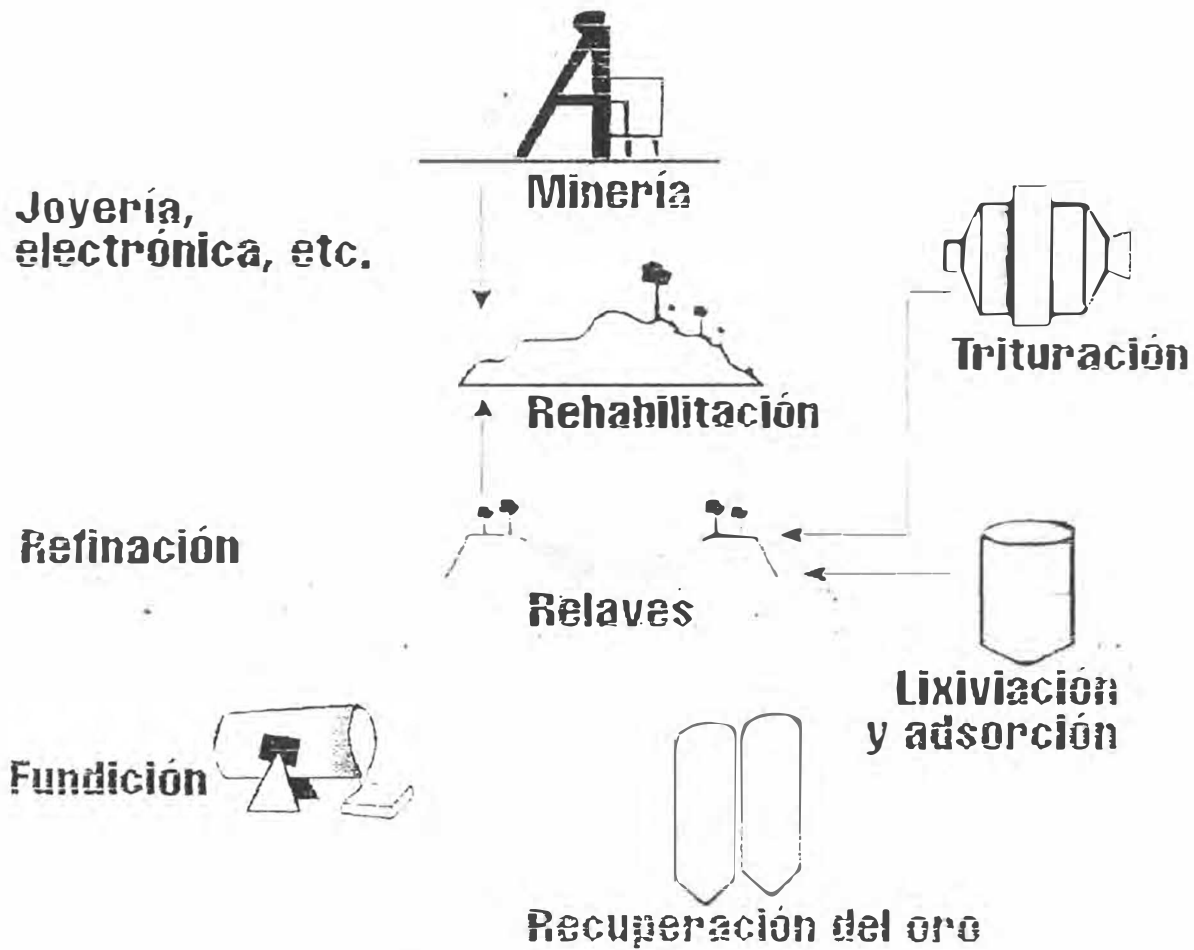 Minería
Joyería,
electrónica, etc.
Trituración
Rehabilitación
Refinación
Relaves
Lixiviación
y adsorción
Fundición
Recuperación del oro